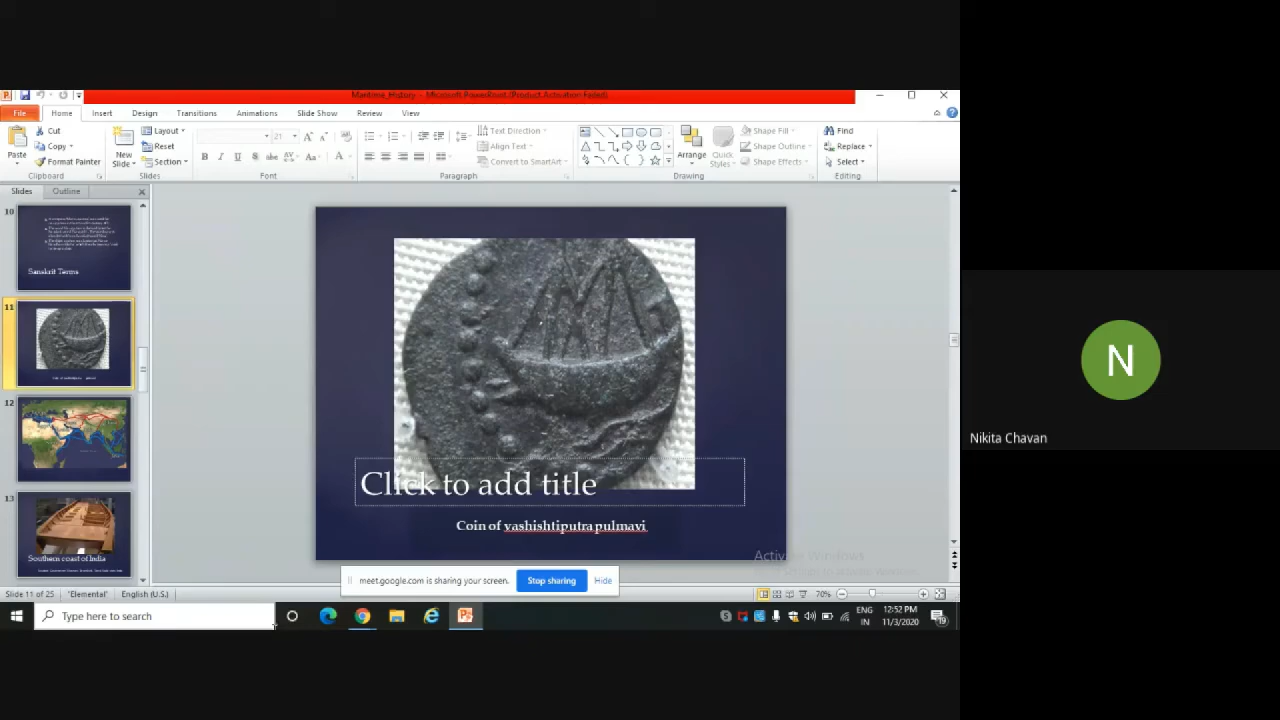 Maritime_History - Microsoft PowerPoint (Product Activation Failed)
File Home Insert Design Transitions Animations Slide Show Review View
Paste
Cut
Copy
Format Painter
Clipboard
New Slide
Layout
Reset
Section
Slides
21
Font
Text Direction
Align Text
Convert to SmartArt
Paragraph
Arrange
Quick Styles
Shape Fill
Shape Outline
Shape Effects
Drawing
Find
Replace
Select
Editing
Slides Outline
10
Sanskrit Terms
11
12
13
Southern coast of India
Click to add title
Coin of vashishtiputra pulmavi
N
Nikita Chavan
Activate Windows
meet.google.com is sharing your screen. Stop sharing Hide
Slide 11 of 25 "Elemental" English (U.S.) 70%
Type here to search
ENG
IN
12:52 PM
11/3/2020
19